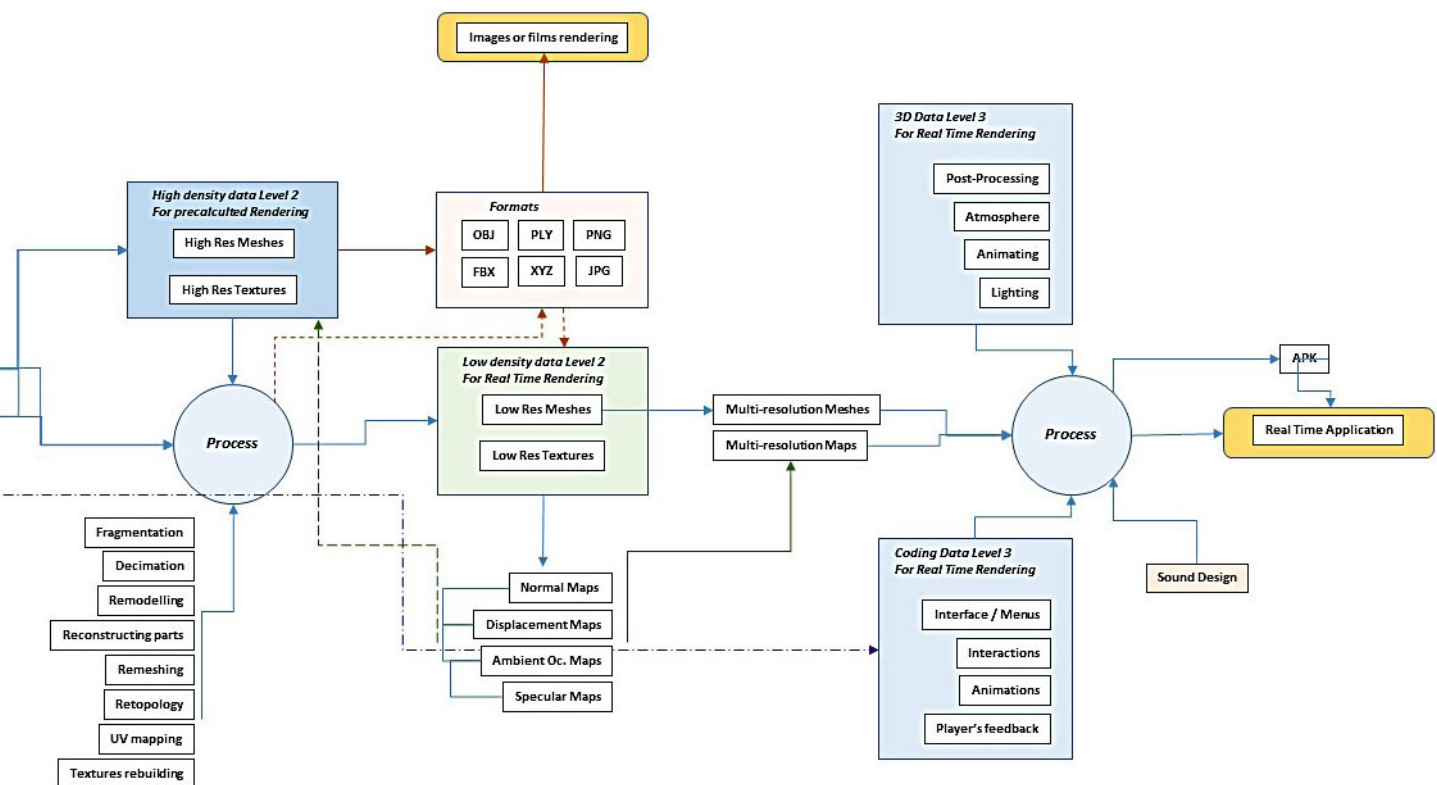 Images or films rendering
High density data Level 2
For precalculted Rendering
High Res Meshes
High Res Textures
Formats
OBJ PLY PNG
FBX XYZ JPG
3D Data Level 3
For Real Time Rendering
Post-Processing
Atmosphere
Animating
Lighting
Low density data Level 2
For Real Time Rendering
Low Res Meshes
Low Res Textures
Process
Multi-resolution Meshes
Multi-resolution Maps
Process
APK
Real Time Application
Fragmentation
Decimation
Remodelling
Reconstructing parts
Remeshing
Retopology
UV mapping
Textures rebuilding
Normal Maps
Displacement Maps
Ambient Oc. Maps
Specular Maps
Coding Data Level 3
For Real Time Rendering
Interface / Menus
Interactions
Animations
Player’s feedback
Sound Design